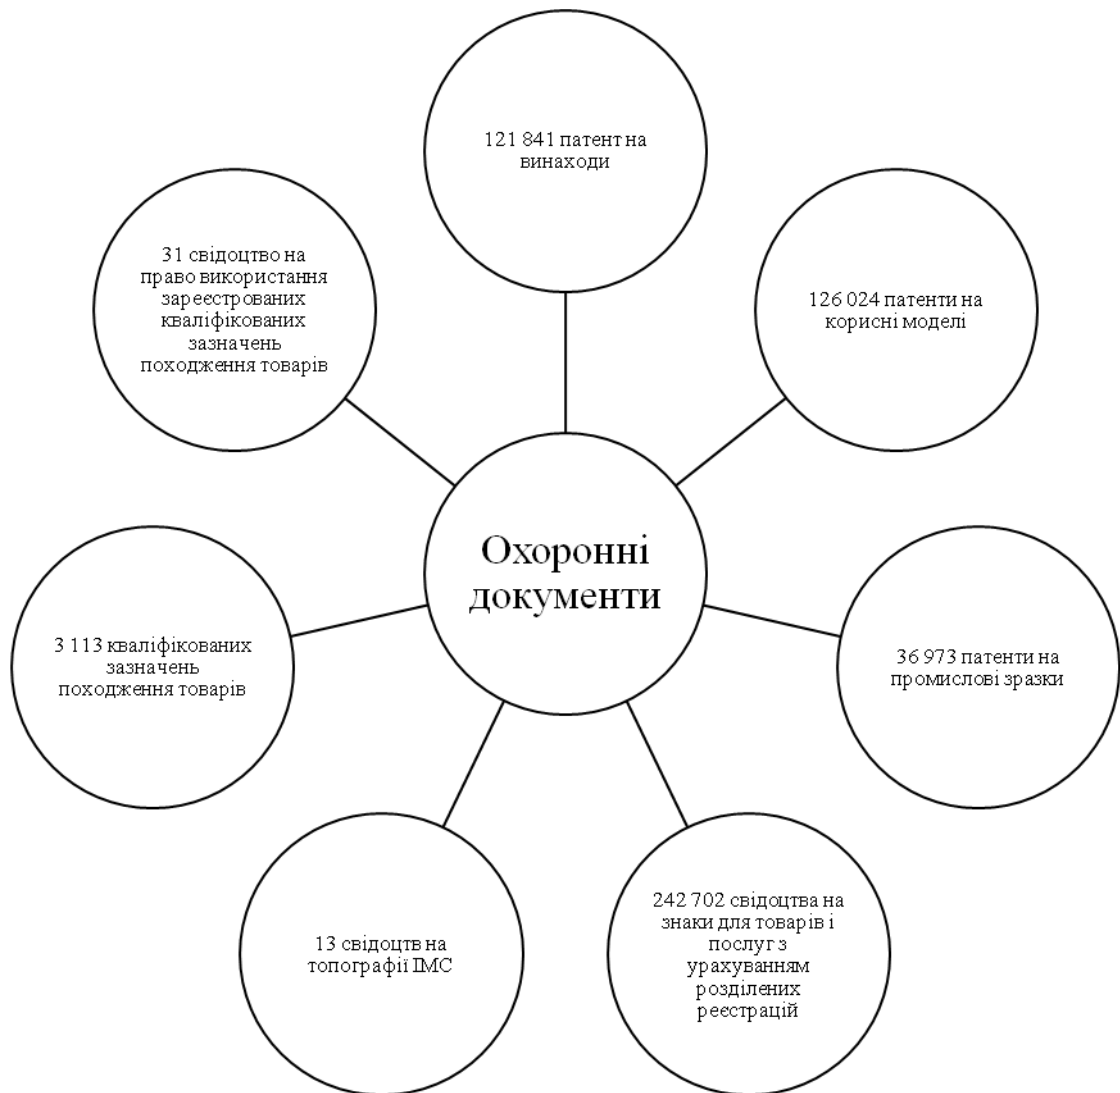 121 841 патент на
винаходи
126 024 патенти на
корисні моделі
36 973 патенти на
промислові зразки
242 702 свідоцтва на
знаки для товарів і
послуг з
урахуванням
розділених
реєстрацій
13 свідоцтв на
топографії ІМС
3 113 кваліфікованих
зазначень
походження товарів
31 свідоцтво на
право використання
зареєстрованих
кваліфікованих
зазначень
походження товарів
Охоронні
документи